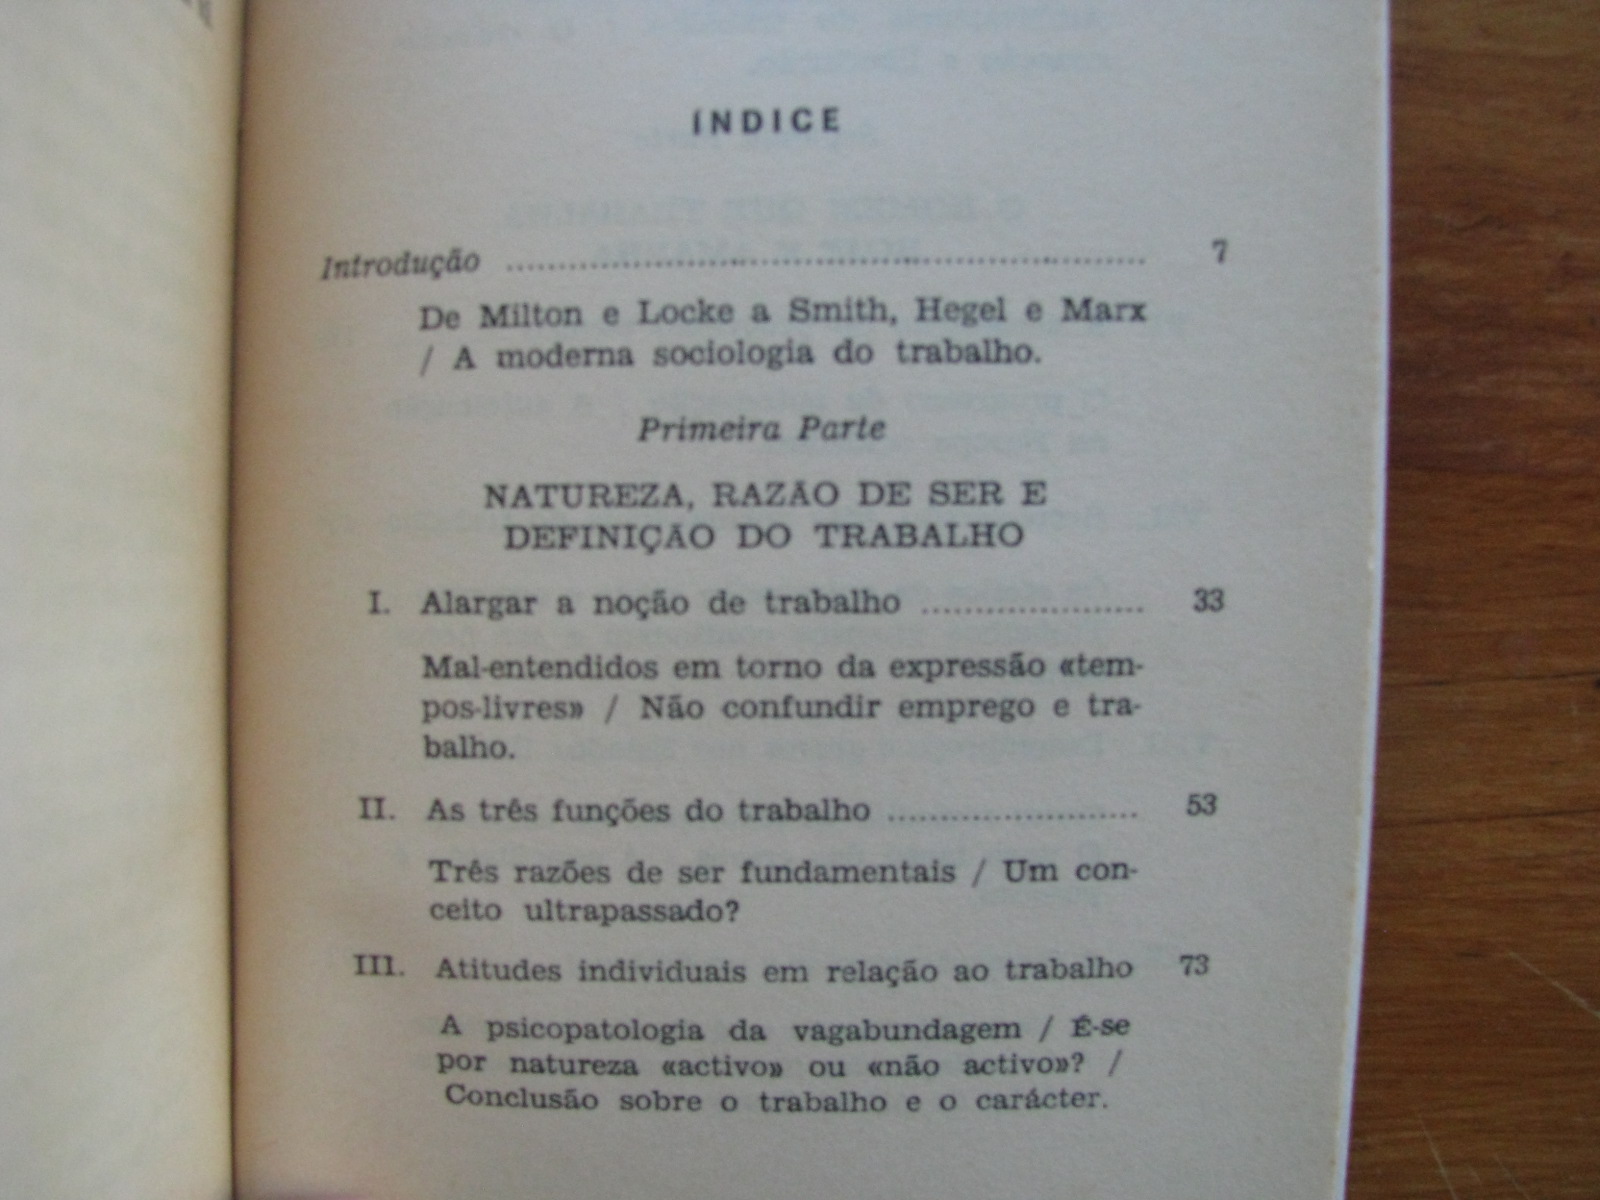 ÍNDICE
Introdução ........................................................ 7
De Milton e Locke a Smith, Hegel e Marx
/ A moderna sociologia do trabalho.
Primeira Parte
NATUREZA, RAZÃO DE SER E
DEFINIÇÃO DO TRABALHO
I. Alargar a noção de trabalho ...................... 33
Mal-entendidos em torno da expressão «tem-
pos-livres» / Não confundir emprego e tra-
balho.
II. As três funções do trabalho ........................ 53
Três razões de ser fundamentais / Um con-
ceito ultrapassado?
III. Atitudes individuais em relação ao trabalho 73
A psicopatologia da vagabundagem / É-se
por natureza «activo» ou «não activo»? /
Conclusão sobre o trabalho e o carácter.